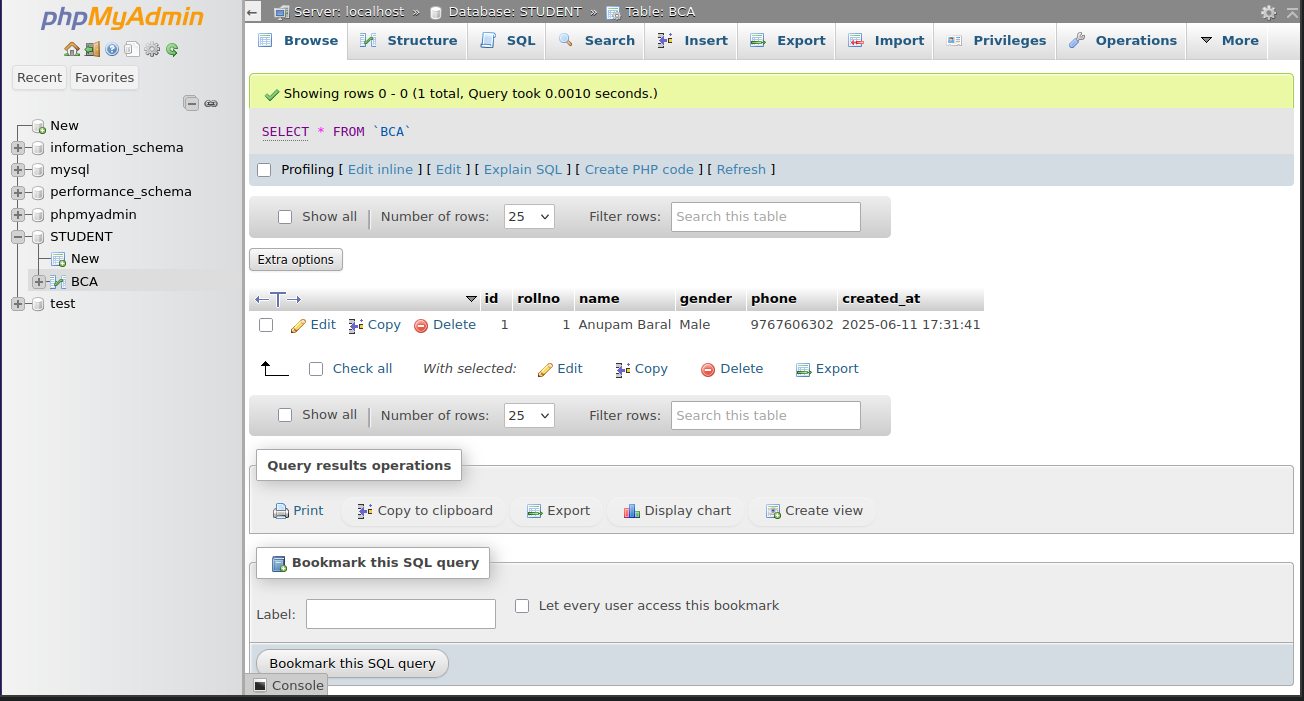 phpMyAdmin
Recent Favorites
New
information_schema
mysql
performance_schema
phpmyadmin
STUDENT
New
BCA
test
Server: localhost » Database: STUDENT » Table: BCA
Browse Structure SQL Search Insert Export Import Privileges Operations More
Showing rows 0 - 0 (1 total, Query took 0.0010 seconds.)
SELECT * FROM `BCA`
Profiling [ Edit inline ] [ Edit ] [ Explain SQL ] [ Create PHP code ] [ Refresh ]
Show all Number of rows: 25 Filter rows: Search this table
Extra options
id rollno name gender phone created_at
Edit Copy Delete 1 1 Anupam Baral Male 9767606302 2025-06-11 17:31:41
Check all With selected: Edit Copy Delete Export
Show all Number of rows: 25 Filter rows: Search this table
Query results operations
Print Copy to clipboard Export Display chart Create view
Bookmark this SQL query
Label: Let every user access this bookmark
Bookmark this SQL query
Console